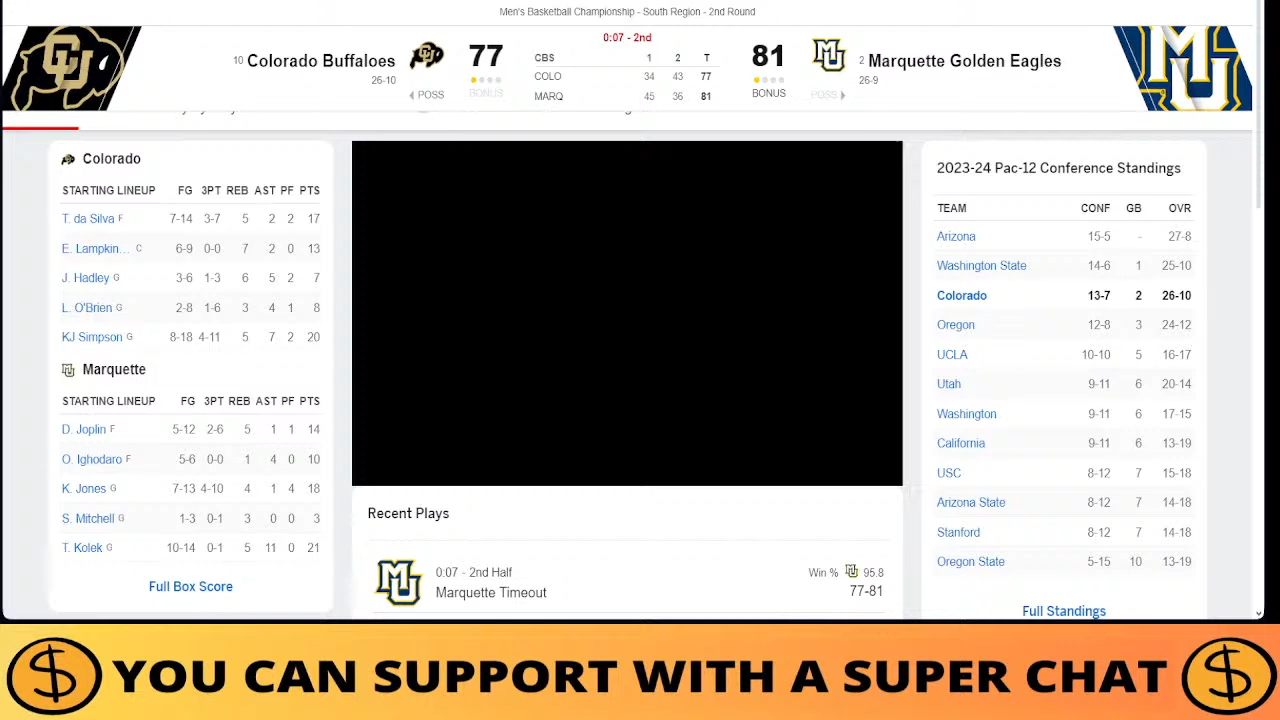 Men's Basketball Championship - South Region - 2nd Round
10 Colorado Buffaloes
26-10
POSS
77
BONUS
0:07 - 2nd
CBS 1 2 T
COLO 34 43 77
MARQ 45 36 81
81
BONUS
2 Marquette Golden Eagles
26-9
POSS
Colorado
STARTING LINEUP FG 3PT REB AST PF PTS
T. da Silva F 7-14 3-7 5 2 2 17
E. Lampkin... C 6-9 0-0 7 2 0 13
J. Hadley G 3-6 1-3 6 5 2 7
L. O'Brien G 2-8 1-6 3 4 1 8
KJ Simpson G 8-18 4-11 5 7 2 20
Marquette
STARTING LINEUP FG 3PT REB AST PF PTS
D. Joplin F 5-12 2-6 5 1 1 14
O. Ighodaro F 5-6 0-0 1 4 0 10
K. Jones G 7-13 4-10 4 1 4 18
S. Mitchell G 1-3 0-1 3 0 0 3
T. Kolek G 10-14 0-1 5 11 0 21
Full Box Score
Recent Plays
MU
0:07 - 2nd Half
Marquette Timeout
Win % 95.8
77-81
2023-24 Pac-12 Conference Standings
TEAM CONF GB OVR
Arizona 15-5 - 27-8
Washington State 14-6 1 25-10
Colorado 13-7 2 26-10
Oregon 12-8 3 24-12
UCLA 10-10 5 16-17
Utah 9-11 6 20-14
Washington 9-11 6 17-15
California 9-11 6 13-19
USC 8-12 7 15-18
Arizona State 8-12 7 14-18
Stanford 8-12 7 14-18
Oregon State 5-15 10 13-19
Full Standings
$ YOU CAN SUPPORT WITH A SUPER CHAT $